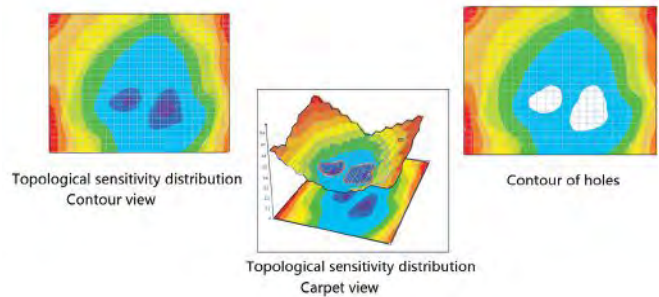 Topological sensitivity distribution
Contour view
Topological sensitivity distribution
Carpet view
Contour of holes